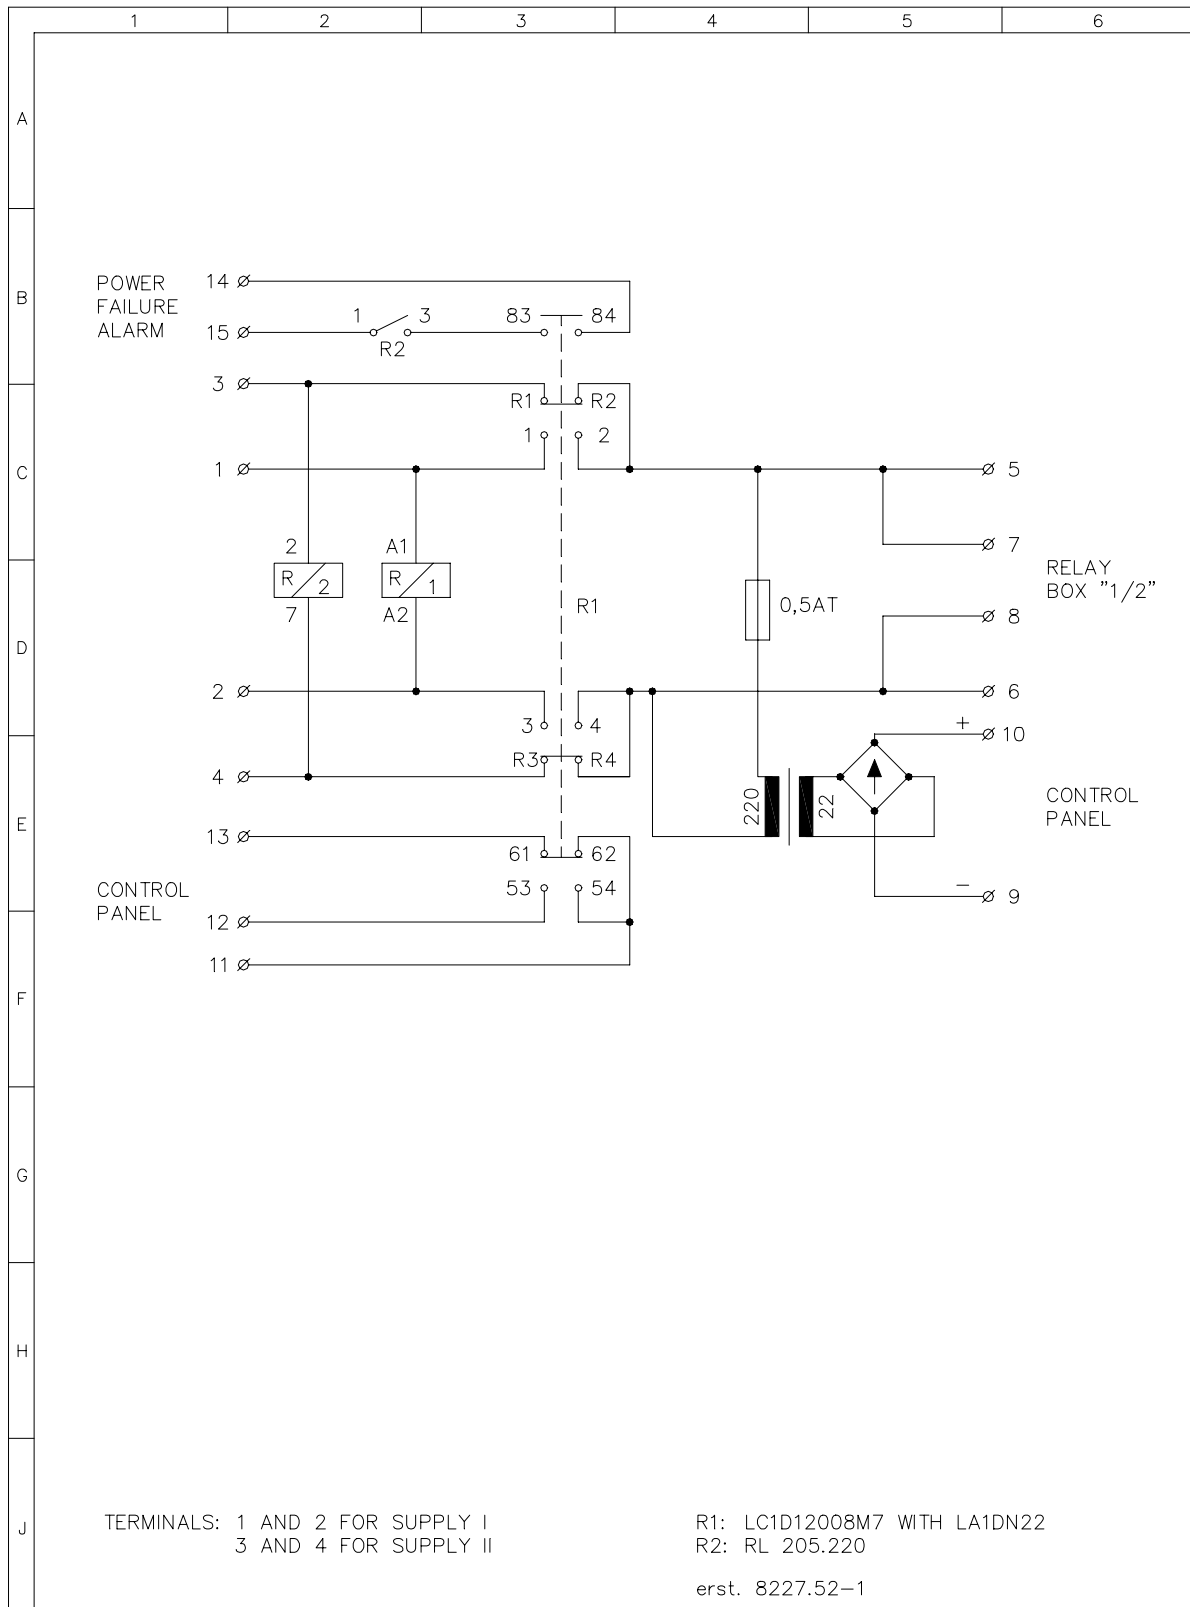 1 2 3 4 5 6
A
B
POWER 14
FAILURE
ALARM 15 1 3 83 84
R2
3
R1 R2
1 2
C
1 5
7
2 A1
RELAY
BOX "1/2"
R 2 R 1
R1 0,5AT
7 A2
8
D
2 6
3 4
+ 10
R3 R4
4
220 22
CONTROL
PANEL
E
13
61 62
CONTROL
PANEL
53 54
- 9
12
11
F
G
H
J
TERMINALS: 1 AND 2 FOR SUPPLY I
3 AND 4 FOR SUPPLY II
R1: LC1D12008M7 WITH LA1DN22
R2: RL 205.220
erst. 8227.52-1